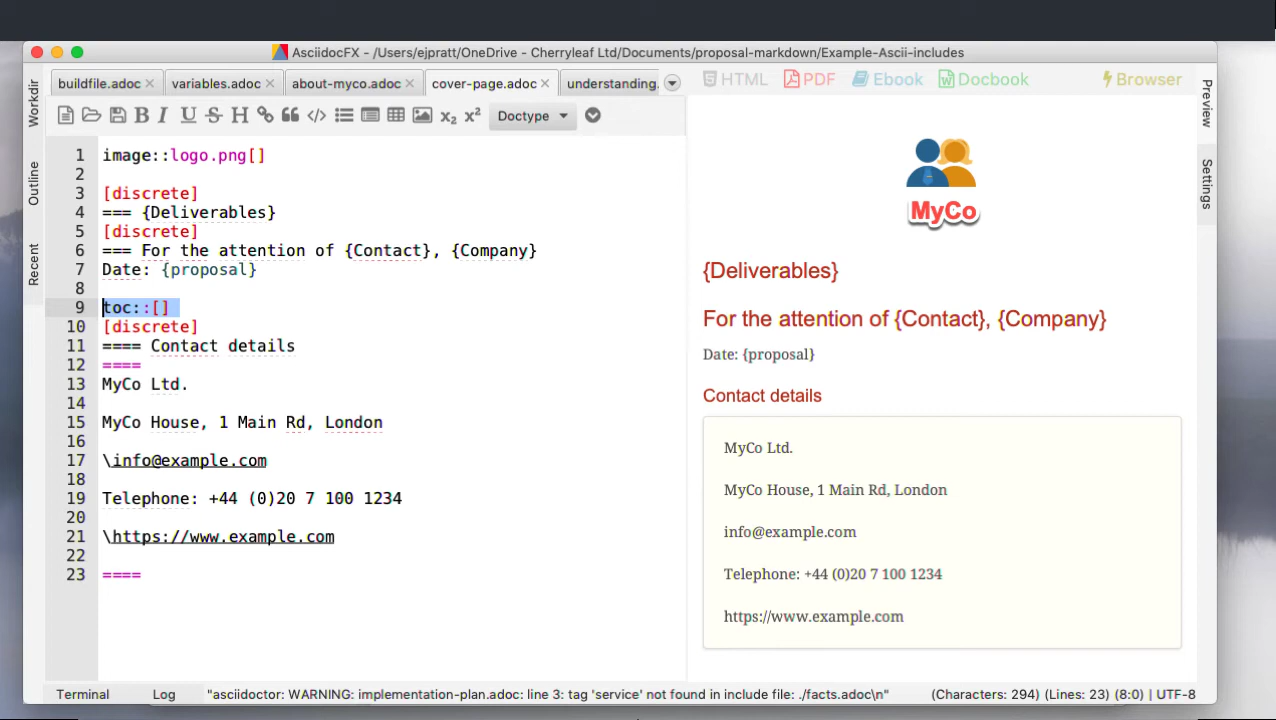 AsciidocFX - /Users/ejpratt/OneDrive - Cherryleaf Ltd/Documents/proposal-markdown/Example-Ascii-includes
Workdir
Outline
Recent
buildfile.adoc
variables.adoc
about-myco.adoc
cover-page.adoc
understanding.
HTML
PDF
Ebook
Docbook
Browser
Preview
Settings
Doctype
1 image::logo.png[]
2
3 [discrete]
4 === {Deliverables}
5 [discrete]
6 === For the attention of {Contact}, {Company}
7 Date: {proposal}
8
9 toc::[]
10 [discrete]
11 ==== Contact details
12 ====
13 MyCo Ltd.
14
15 MyCo House, 1 Main Rd, London
16
17 \info@example.com
18
19 Telephone: +44 (0)20 7 100 1234
20
21 \https://www.example.com
22
23 ====
MyCo
{Deliverables}
For the attention of {Contact}, {Company}
Date: {proposal}
Contact details
MyCo Ltd.
MyCo House, 1 Main Rd, London
info@example.com
Telephone: +44 (0)20 7 100 1234
https://www.example.com
Terminal
Log
"asciidoctor: WARNING: implementation-plan.adoc: line 3: tag 'service' not found in include file: ./facts.adoc\n"
(Characters: 294) (Lines: 23) (8:0) | UTF-8